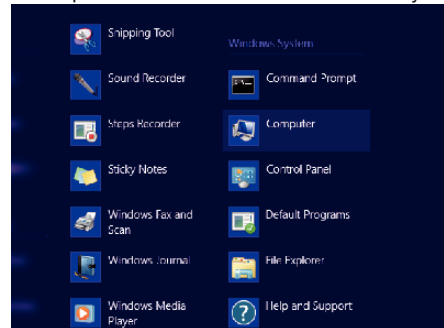 Snipping Tool
Sound Recorder
Steps Recorder
Sticky Notes
Windows Fax and
Scan
Windows Journal
Windows Media
Player
Windows System
Command Prompt
Computer
Control Panel
Default Programs
File Explorer
Help and Support